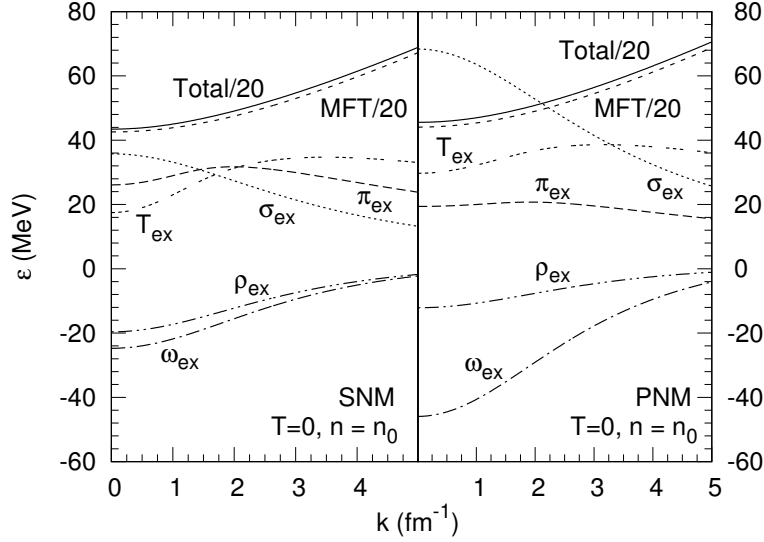 80
60
40
20
0
-20
-40
-60
ε (MeV)
Total/20
MFT/20
σex
πex
Tex
ρex
ωex
SNM
T=0, n = n0
0 1 2 3 4
Total/20
MFT/20
Tex
σex
πex
ρex
ωex
PNM
T=0, n = n0
1 2 3 4 5
80
60
40
20
0
-20
-40
-60
k (fm-1)